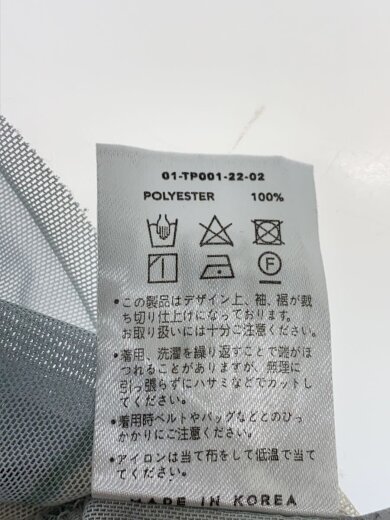 01-TP001-22-02
POLYESTER 100%
F
•この製品はデザイン上、袖、裾が裁
ち切り仕上げになっております。
お取り扱いには十分ご注意ください。
•着用、洗濯を繰り返すことで端がほ
つれることがありますが、無理に
引っ張らずにハサミなどでカットし
てください。
•着用時ベルトやバッグなどとのひっ
かかりにご注意ください。
•アイロンは当て布をして低温で当て
てください。
MADE IN KOREA